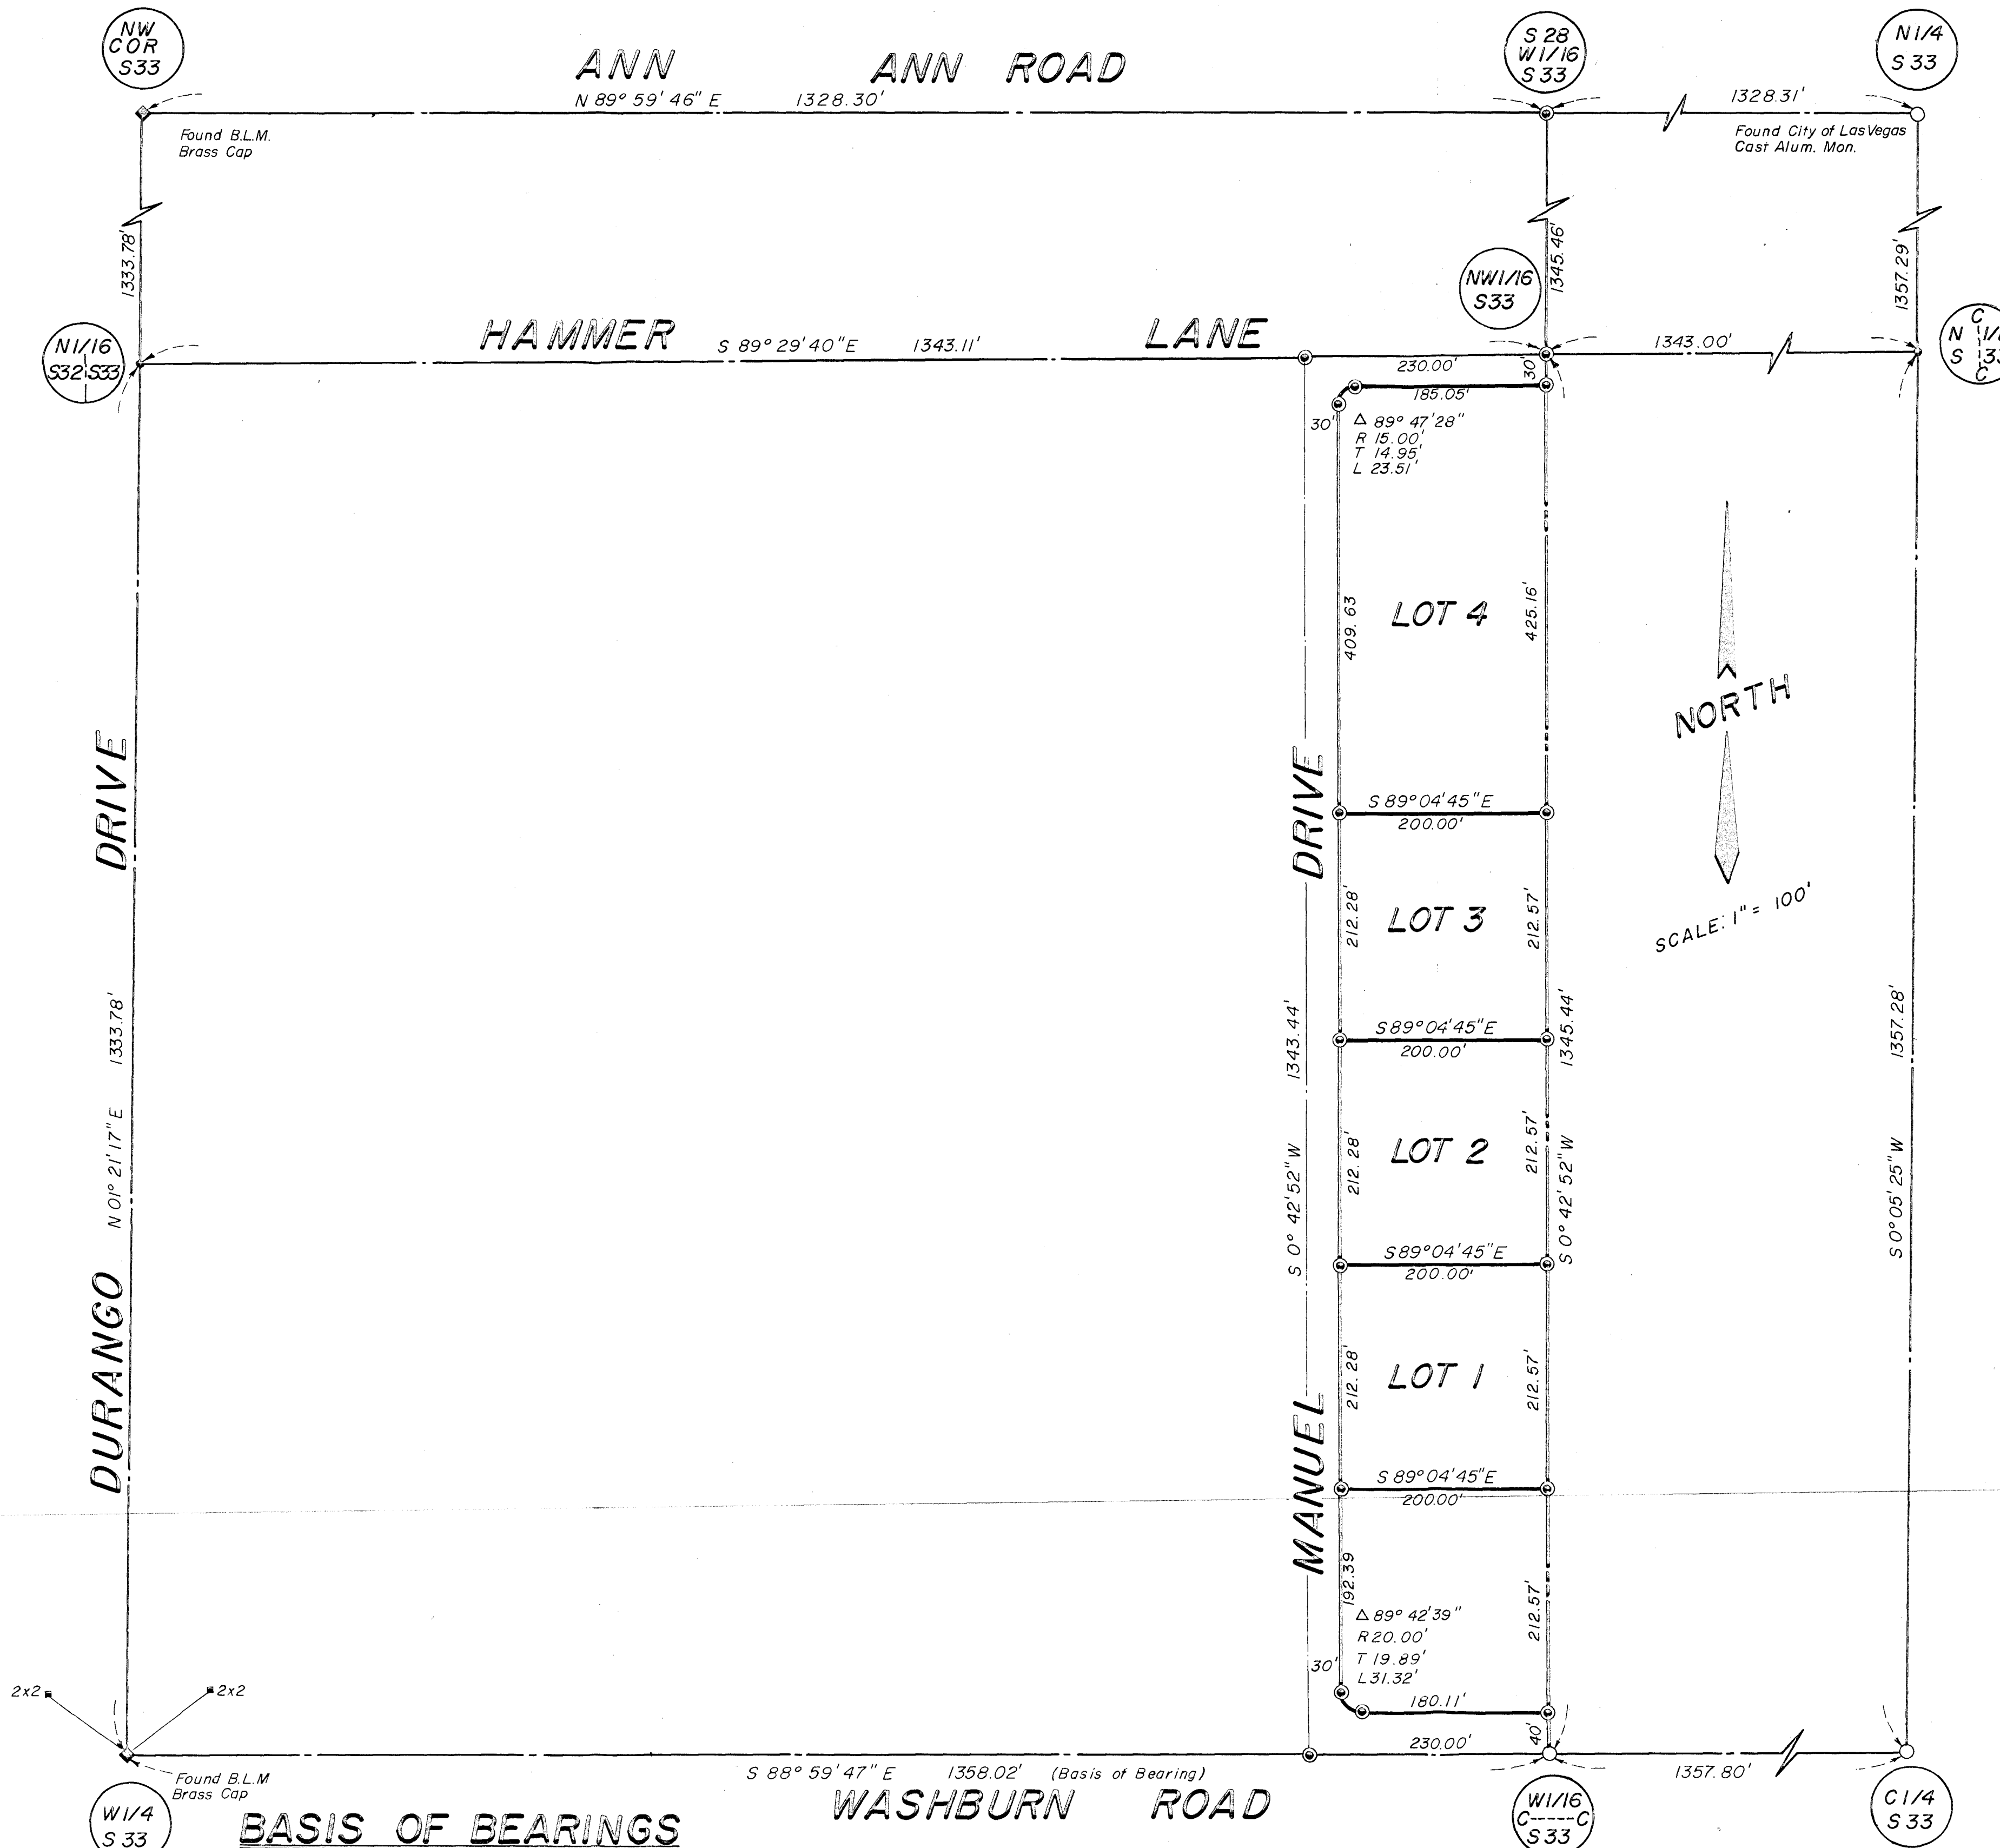 NW
COR
S33
ANN ANN ROAD
N 89° 59' 46" E 1328.30'
S 28
W1/16
S33
N1/4
S 33
1328.31'
Found B.L.M.
Brass Cap
Found City of Las Vegas
Cast Alum. Mon.
1333.78'
1345.46'
1357.29'
NW1/16
S33
N1/16
S32 S33
HAMMER LANE
S 89° 29' 40" E 1343.11'
1343.00'
C
N 1/
S 33
C
230.00'
30'
185.05'
30'
Δ 89° 47' 28"
R 15.00'
T 14.95'
L 23.51'
409.63
LOT 4
425.16'
NORTH
SCALE: 1" = 100'
S 89° 04' 45" E
200.00'
212.28'
LOT 3
212.57'
S 89° 04' 45" E
200.00'
212.28'
LOT 2
212.57'
S 89° 04' 45" E
200.00'
212.28'
LOT 1
212.57'
S 89° 04' 45" E
200.00'
192.39
212.57'
Δ 89° 42' 39"
R 20.00'
T 19.89'
L 31.32'
30'
180.11'
40'
230.00'
DURANGO DRIVE
N 01° 21' 17" E 1333.78'
MANUEL DRIVE
S 0° 42' 52" W 1343.44'
S 0° 42' 52" W 1345.44'
S 0° 05' 25" W 1357.28'
2x2
2x2
Found B.L.M
Brass Cap
S 88° 59' 47" E 1358.02' (Basis of Bearing)
1357.80'
WASHBURN ROAD
W1/4
S 33
W1/16
C-----C
S 33
C1/4
S 33
BASIS OF BEARINGS